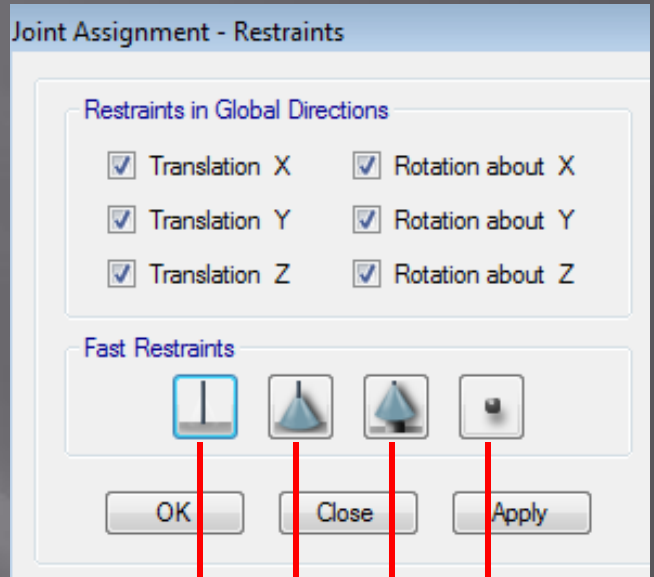 Joint Assignment - Restraints
Restraints in Global Directions
Translation X
Rotation about X
Translation Y
Rotation about Y
Translation Z
Rotation about Z
Fast Restraints
OK
Close
Apply